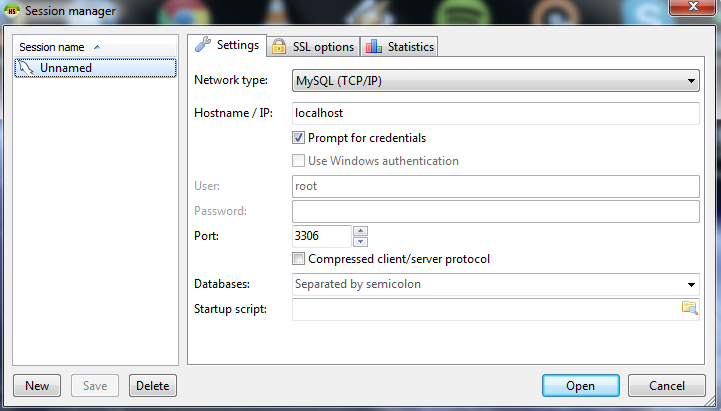 HS Session manager
Session name
Unnamed
Settings SSL options Statistics
Network type: MySQL (TCP/IP)
Hostname / IP: localhost
Prompt for credentials
Use Windows authentication
User: root
Password:
Port: 3306
Compressed client/server protocol
Databases: Separated by semicolon
Startup script:
New Save Delete Open Cancel